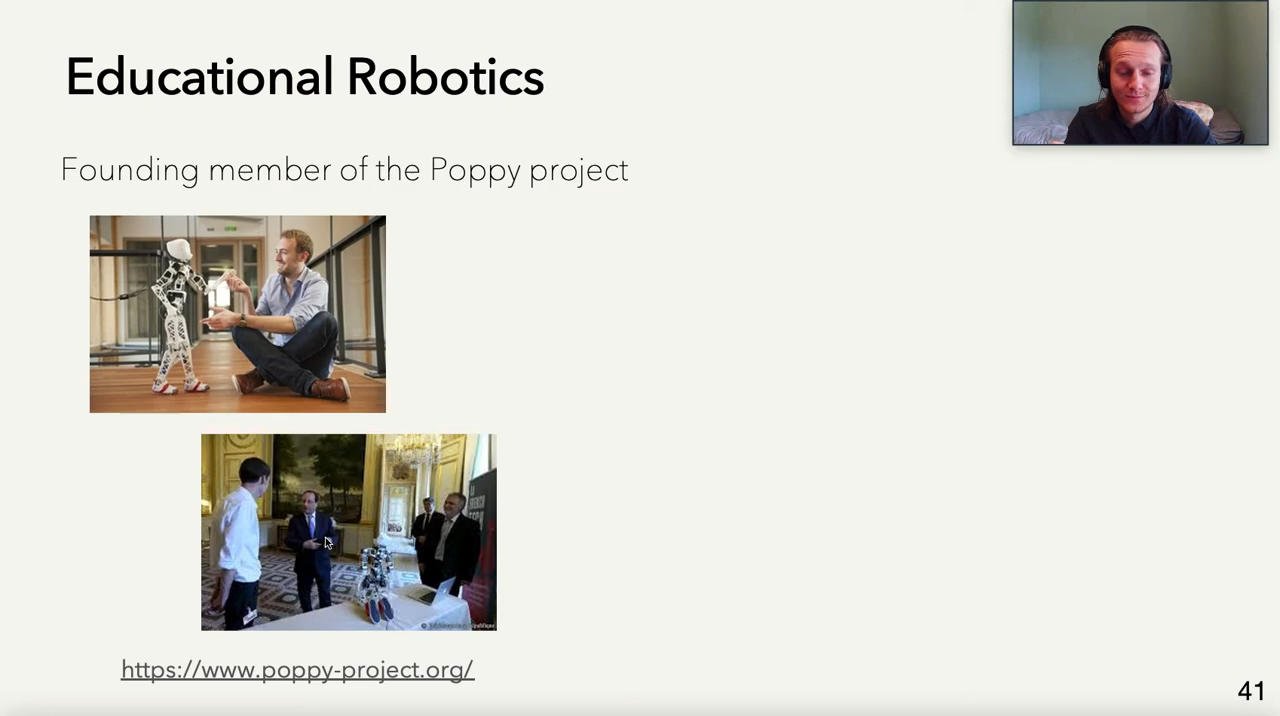 Educational Robotics
Founding member of the Poppy project
https://www.poppy-project.org/
41